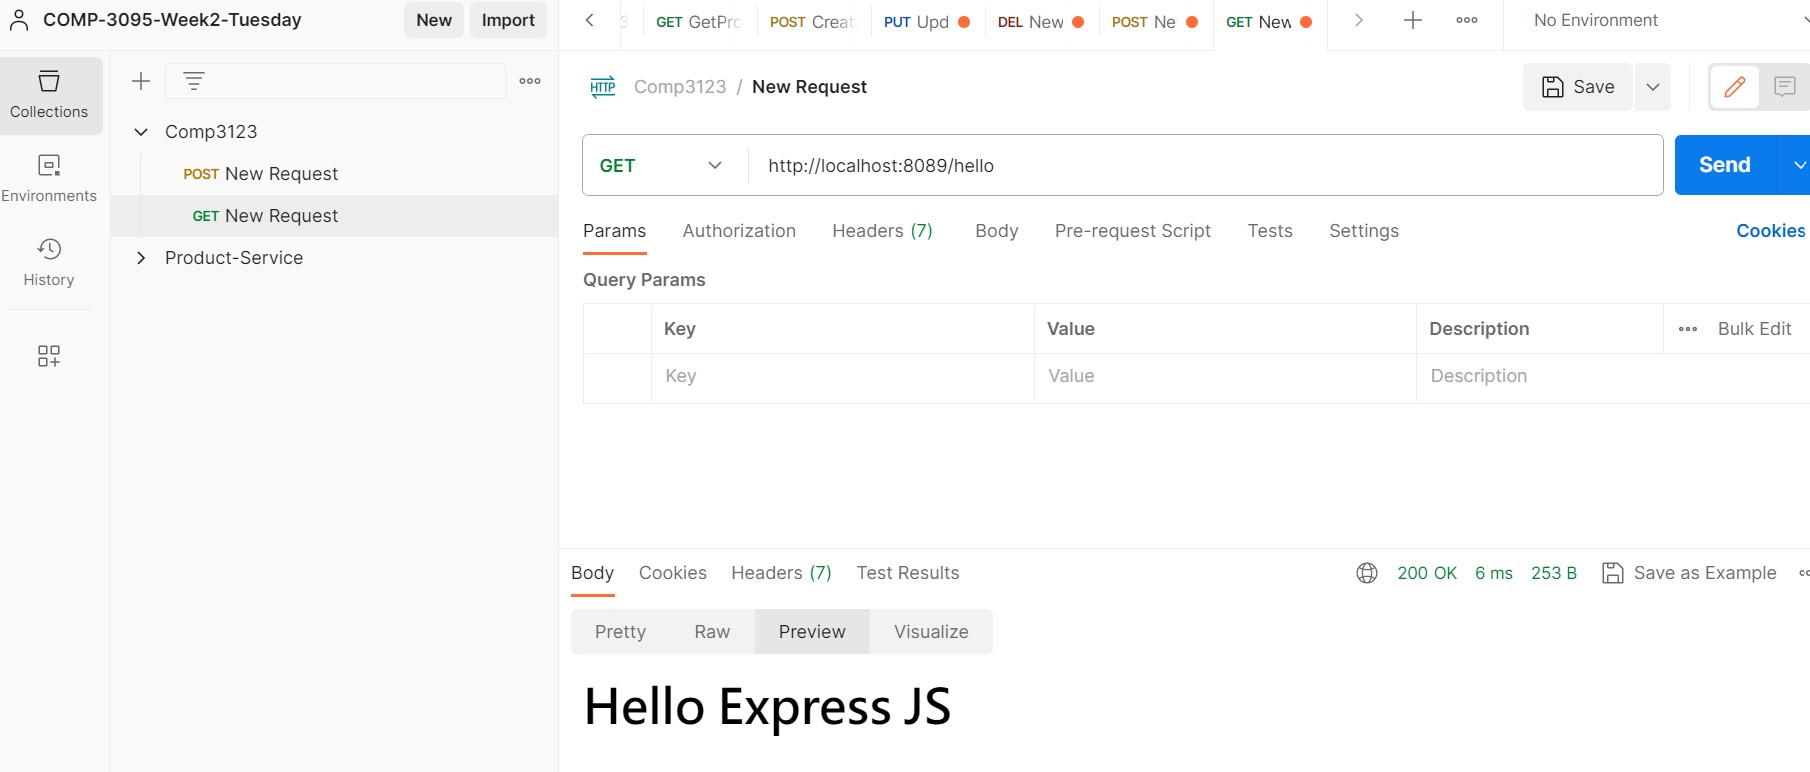 COMP-3095-Week2-Tuesday
New
Import
GET GetPro
POST Creat
PUT Upd
DEL New
POST Ne
GET New
No Environment
Collections
Environments
History
Comp3123
POST New Request
GET New Request
Product-Service
HTTP
Comp3123 / New Request
Save
GET
http://localhost:8089/hello
Send
Params
Authorization
Headers (7)
Body
Pre-request Script
Tests
Settings
Cookies
Query Params
Key
Value
Description
Bulk Edit
Key
Value
Description
Body
Cookies
Headers (7)
Test Results
200 OK
6 ms
253 B
Save as Example
Pretty
Raw
Preview
Visualize
Hello Express JS